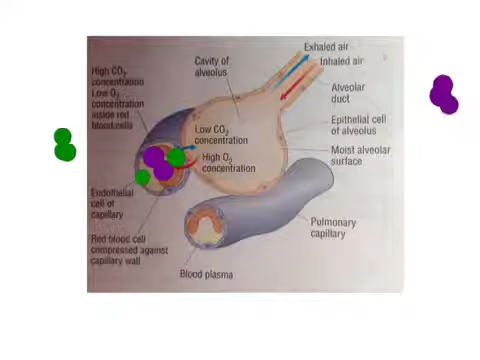 Exhaled air
Inhaled air
Cavity of
alveolus
High CO₂
concentration
Low O₂
concentration
inside red
blood cells
Alveolar
duct
Epithelial cell
of alveolus
Low CO₂
concentration
Moist alveolar
surface
High O₂
concentration
Endothelial
cell of
capillary
Pulmonary
capillary
Red blood cell
compressed against
capillary wall
Blood plasma